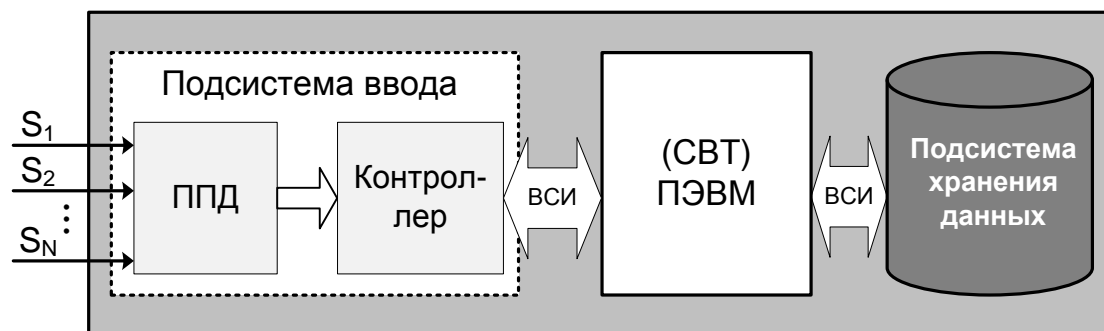 Подсистема ввода
S1
S2
⋮
SN
ППД
Контрол-
лер
ВСИ
(СВТ)
ПЭВМ
ВСИ
Подсистема
хранения
данных